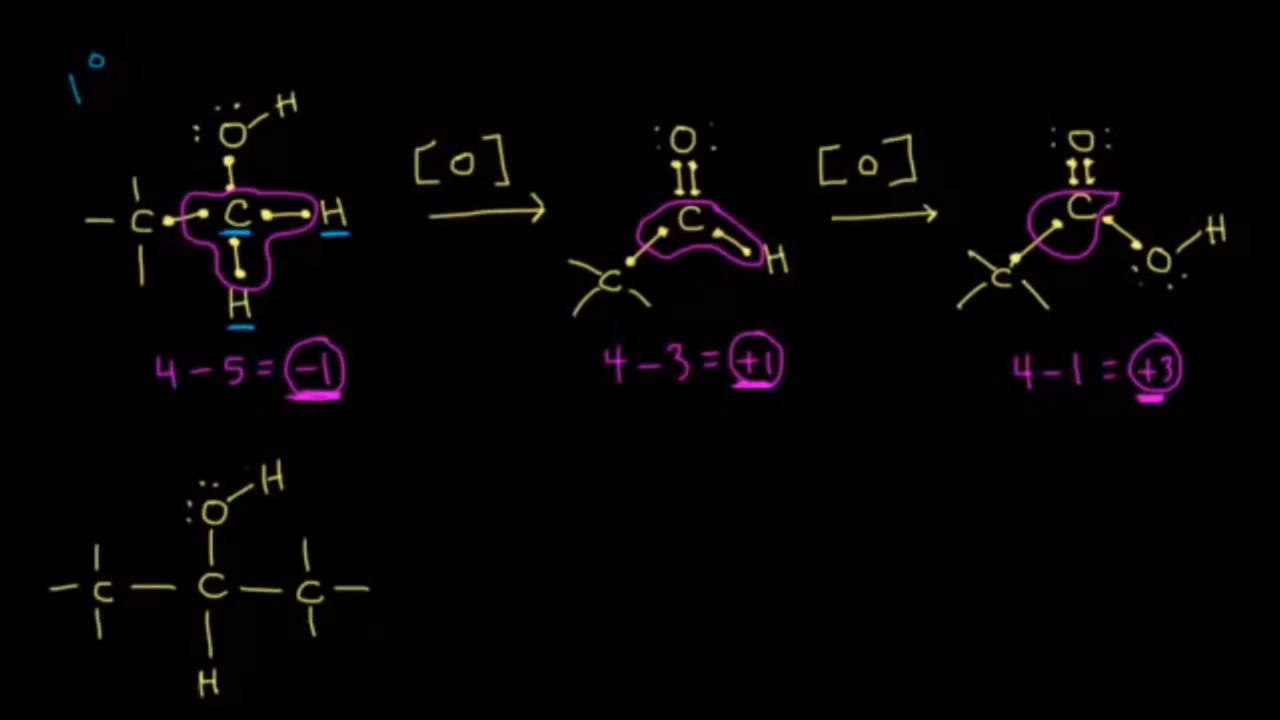 1°
O H [O] O [O] O
C C H C C
H C H C O H
4 - 5 = -1 4 - 3 = +1 4 - 1 = +3
O H
C C C
H